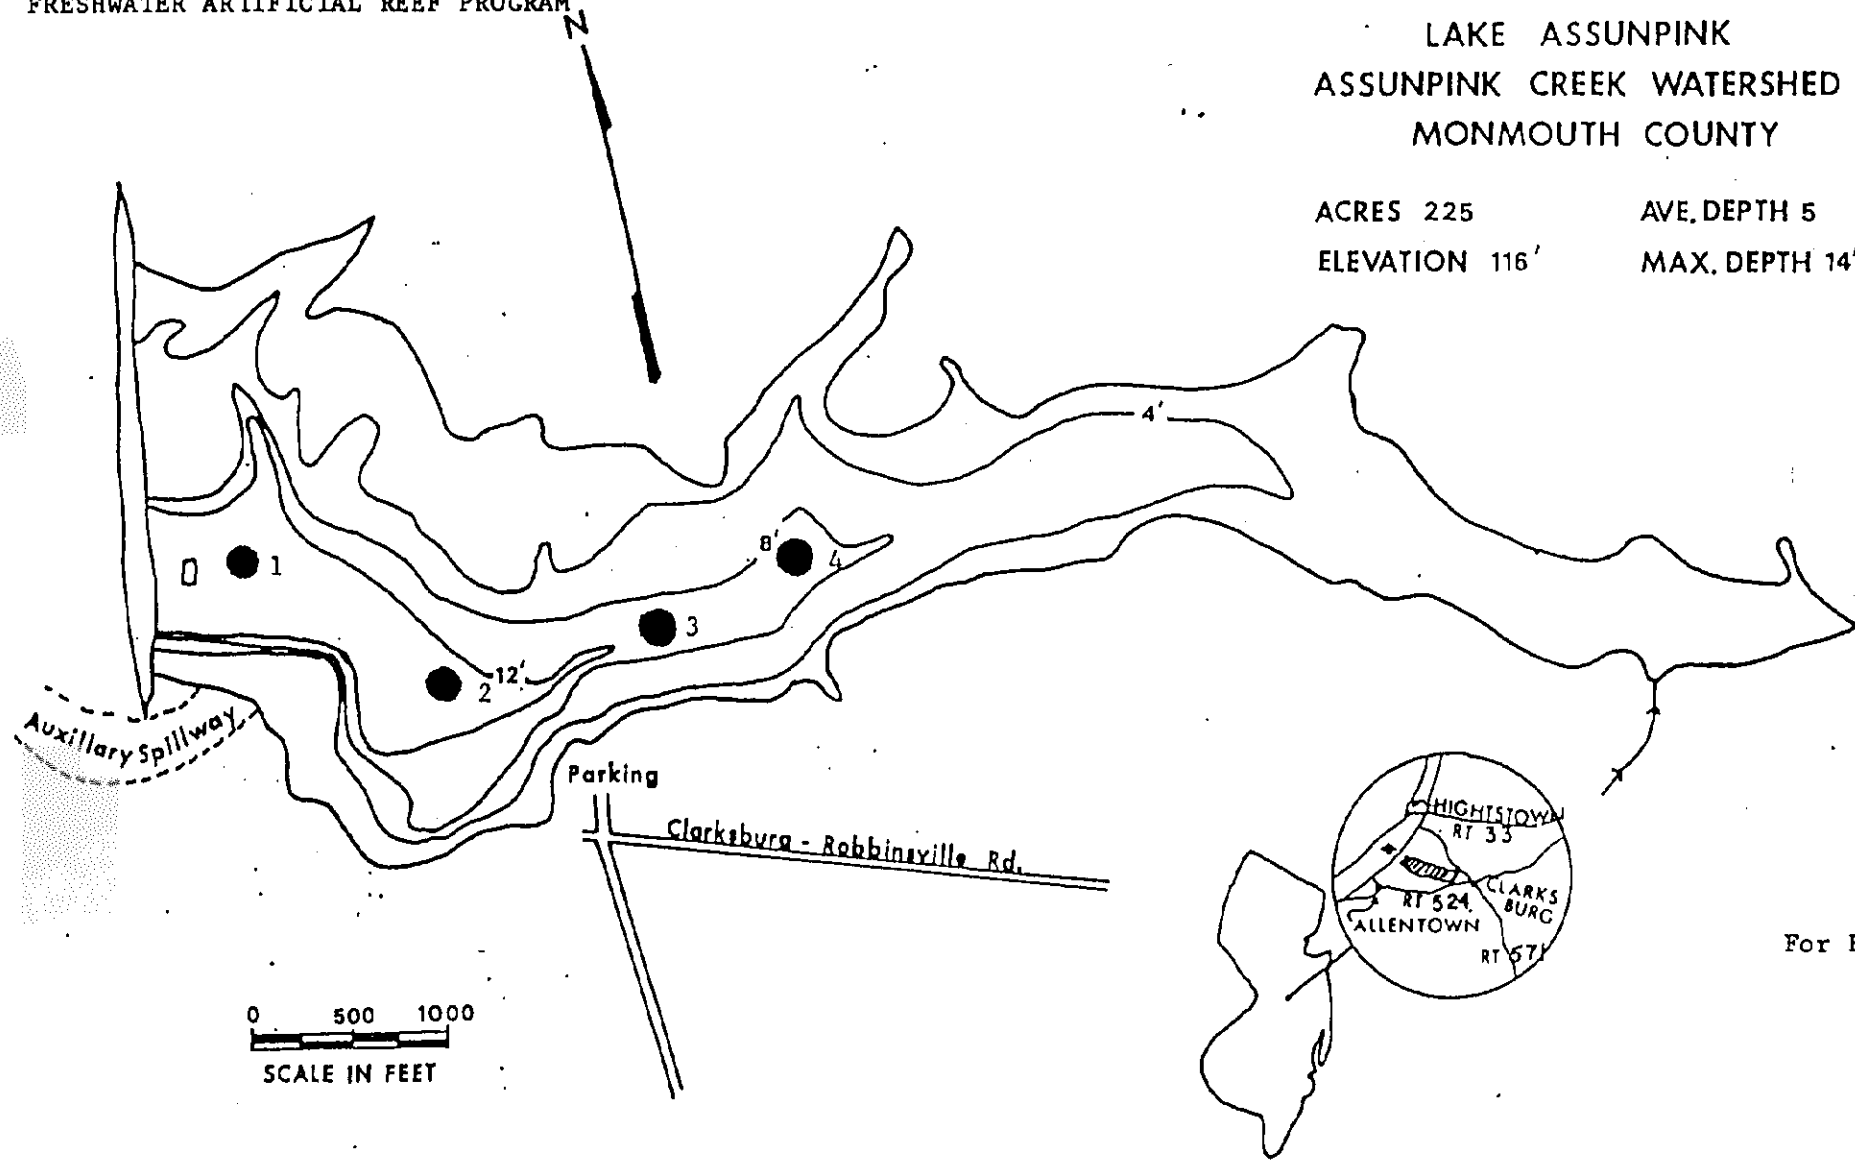 FRESHWATER ARTIFICIAL REEF PROGRAM
N
LAKE ASSUNPINK
ASSUNPINK CREEK WATERSHED
MONMOUTH COUNTY
ACRES 225 AVE. DEPTH 5
ELEVATION 116' MAX. DEPTH 14'
4'
8'
4
1
3
2
12'
Auxillary Spillway
Parking
Clarksburg - Robbinsville Rd.
HIGHTSTOWN
RT 33
CLARKS
BURG
RT 524
ALLENTOWN
RT 571
For
0 500 1000
SCALE IN FEET